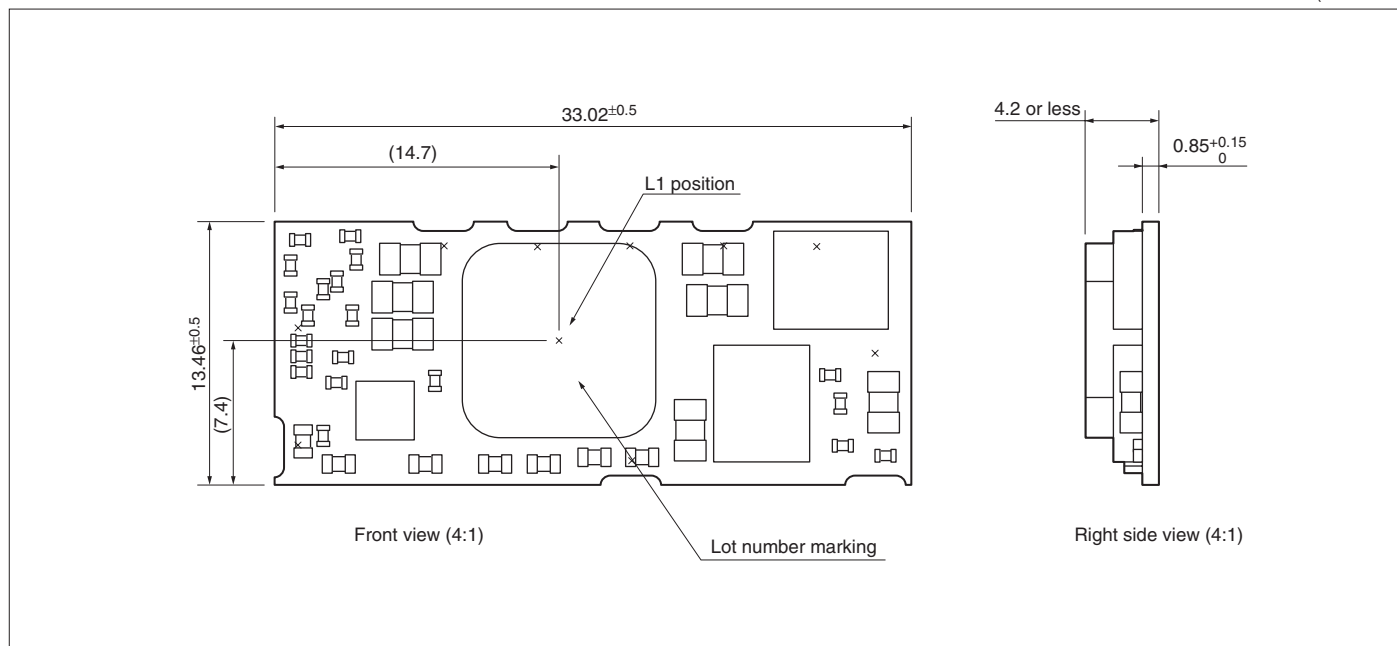 33.02±0.5
(14.7)
L1 position
13.46±0.5
(7.4)
Front view (4:1)
Lot number marking
4.2 or less
0.85+0.15
0
Right side view (4:1)